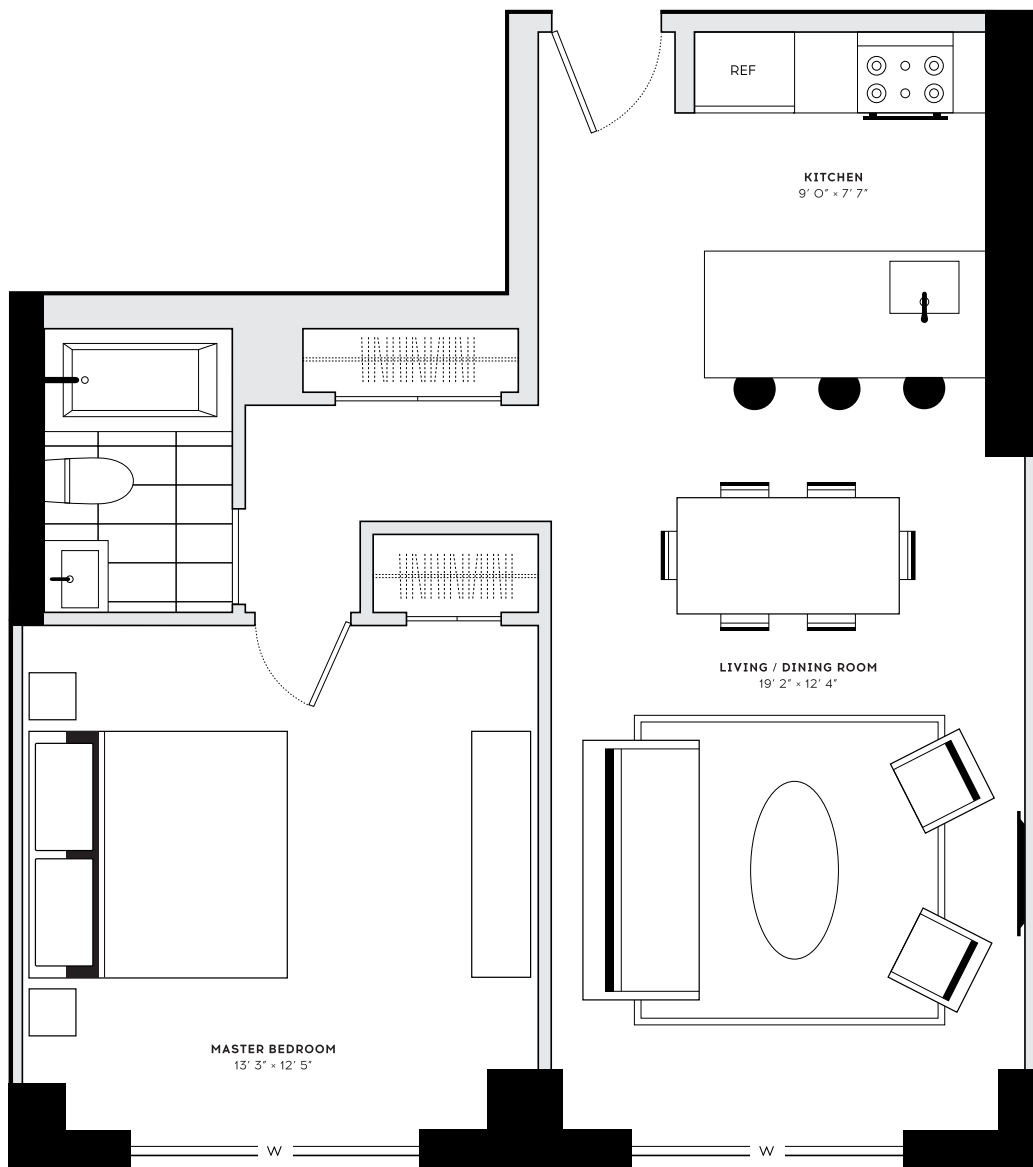 REF
KITCHEN
9' 0" × 7' 7"
LIVING / DINING ROOM
19' 2" × 12' 4"
MASTER BEDROOM
13' 3" × 12' 5"
W
W